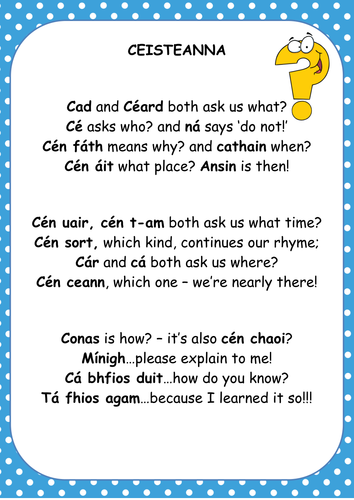 CEISTEANNA
Cad and Céard both ask us what?
Cé asks who? and ná says ‘do not!’
Cén fáth means why? and cathain when?
Cén áit what place? Ansin is then!
Cén uair, cén t-am both ask us what time?
Cén sort, which kind, continues our rhyme;
Cár and cá both ask us where?
Cén ceann, which one – we’re nearly there!
Conas is how? – it’s also cén chaoi?
Mínigh…please explain to me!
Cá bhfios duit…how do you know?
Tá fhios agam…because I learned it so!!!